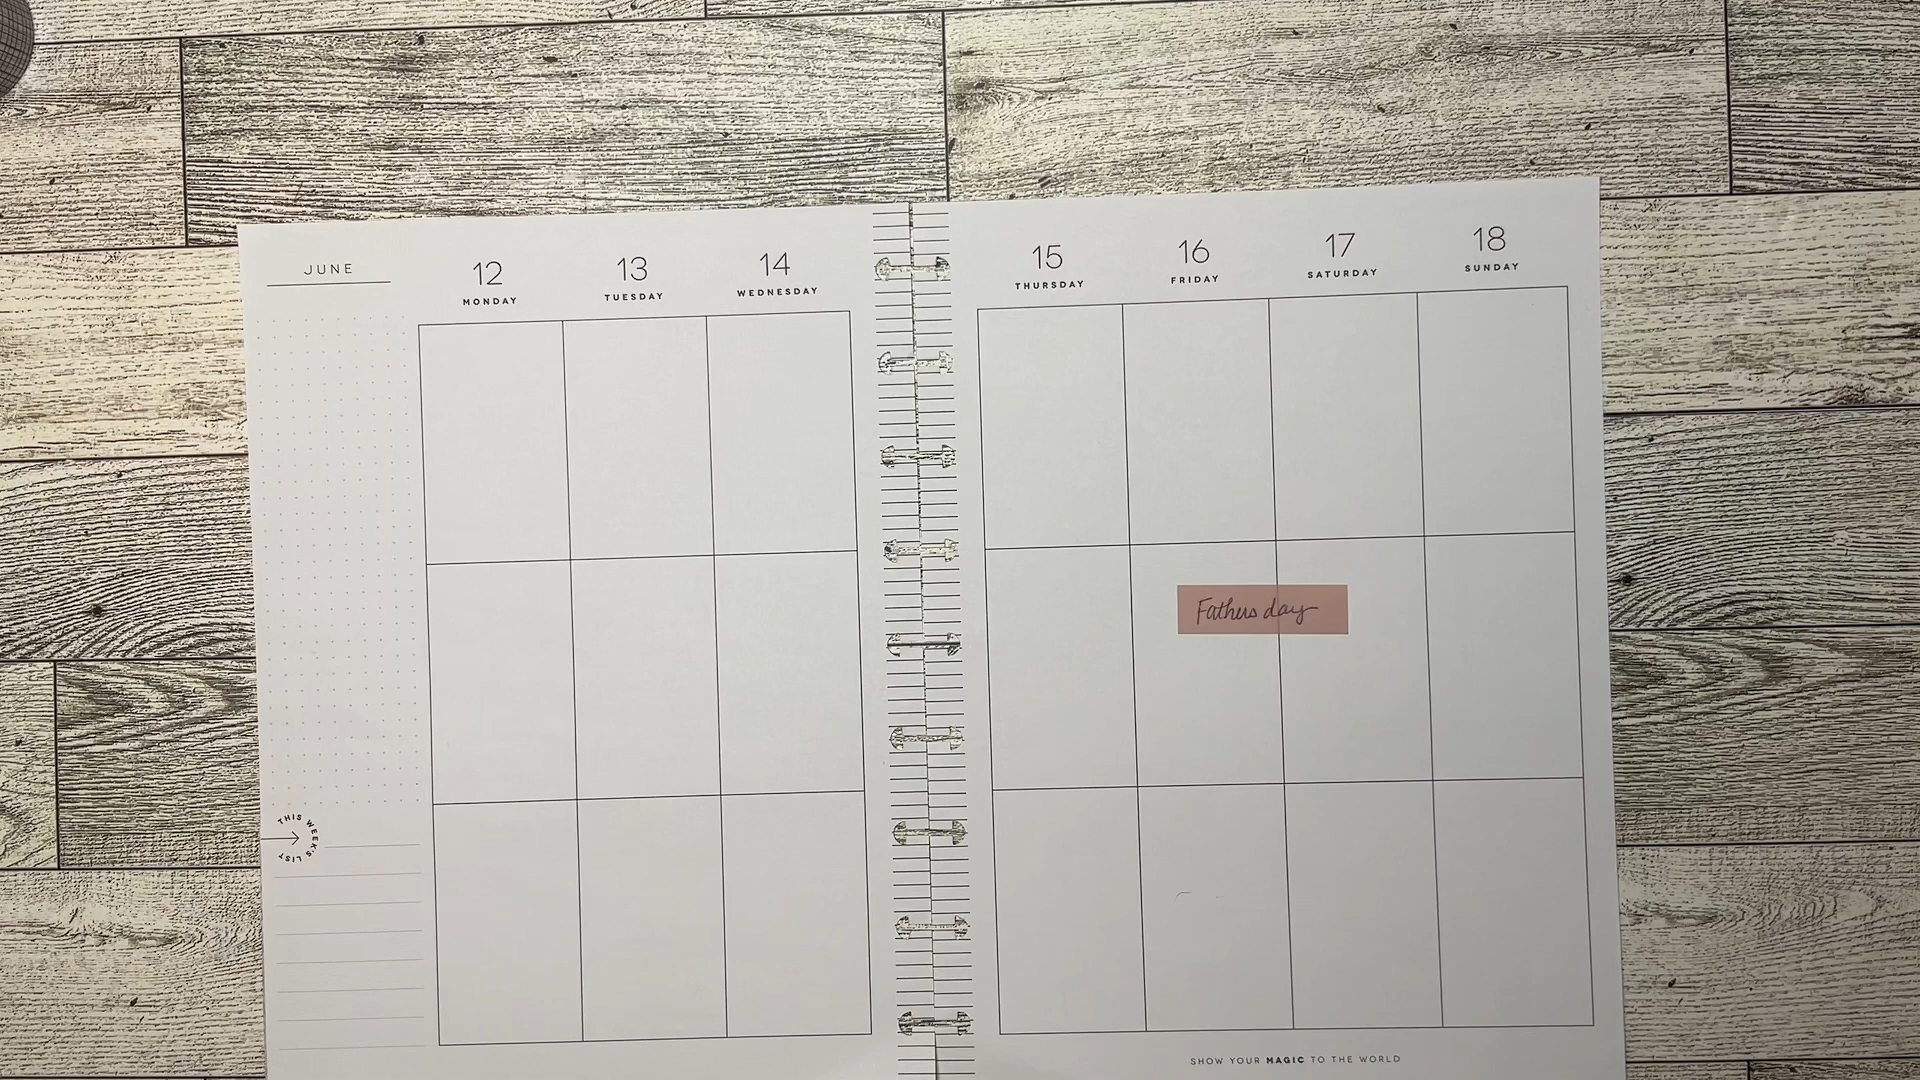 JUNE
12 13 14
MONDAY TUESDAY WEDNESDAY
15 16 17 18
THURSDAY FRIDAY SATURDAY SUNDAY
Fathers day
THIS WEEK'S LIST
SHOW YOUR MAGIC TO THE WORLD